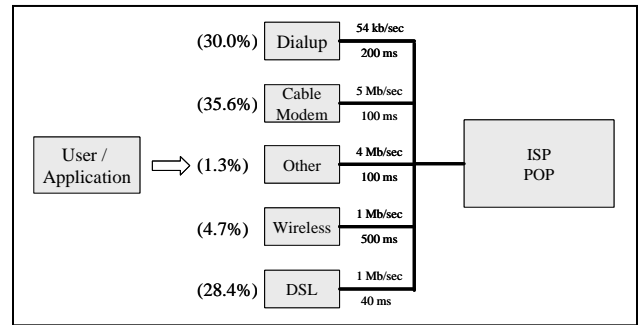 (30.0%) Dialup 54 kb/sec
200 ms
(35.6%) Cable
Modem 5 Mb/sec
100 ms
User /
Application
(1.3%) Other 4 Mb/sec
100 ms
ISP
POP
(4.7%) Wireless 1 Mb/sec
500 ms
(28.4%) DSL 1 Mb/sec
40 ms